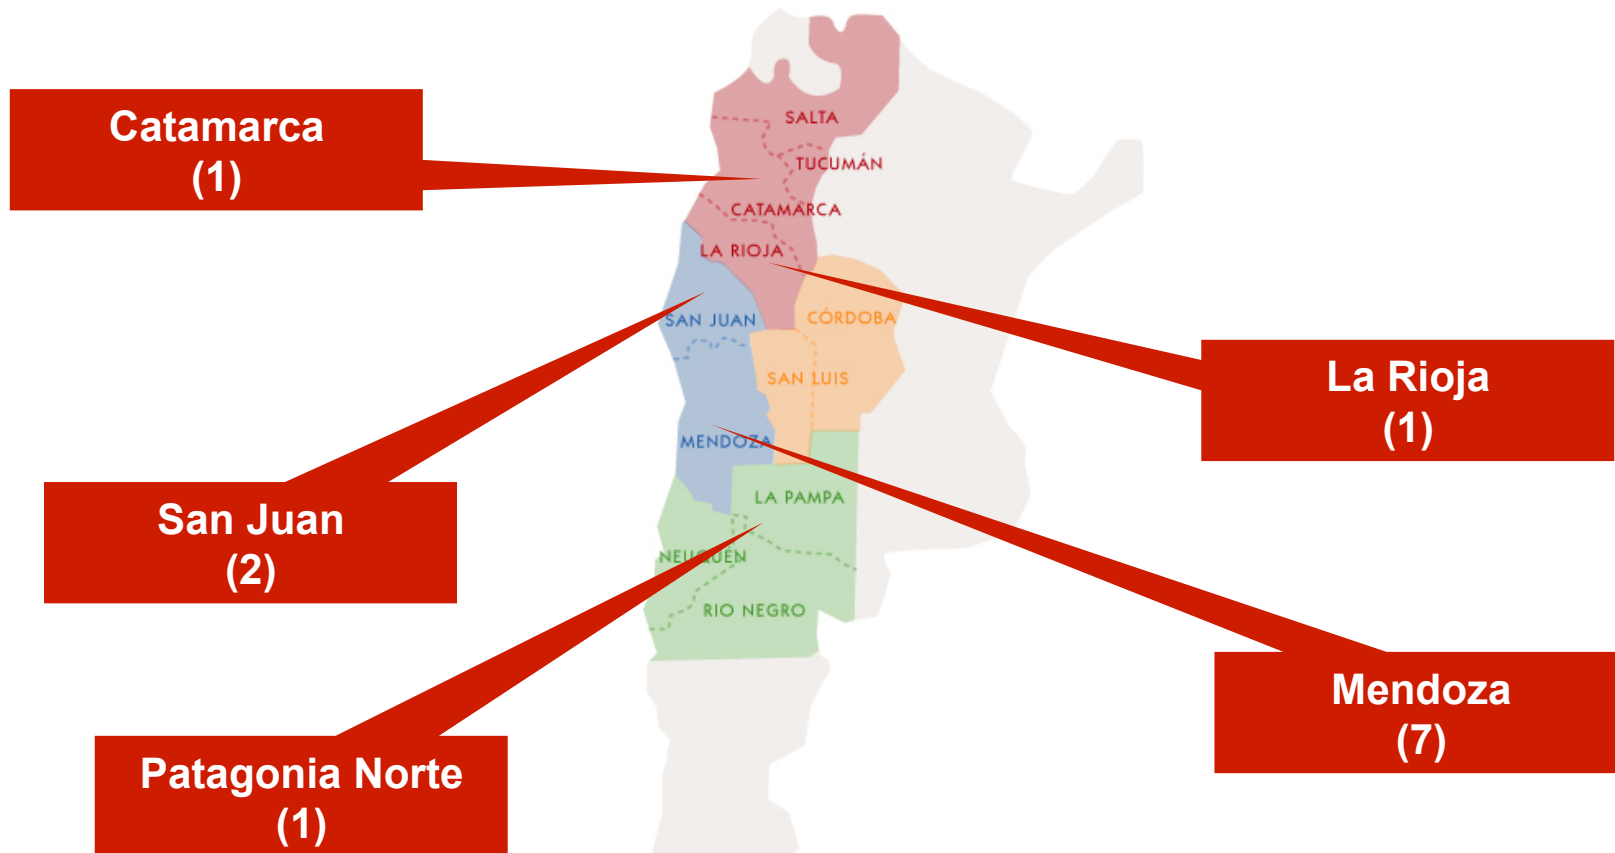 Catamarca
(1)
SALTA
TUCUMÁN
CATAMARCA
LA RIOJA
SAN JUAN
CÓRDOBA
SAN LUIS
MENDOZA
LA PAMPA
NEUQUÉN
RIO NEGRO
La Rioja
(1)
San Juan
(2)
Mendoza
(7)
Patagonia Norte
(1)